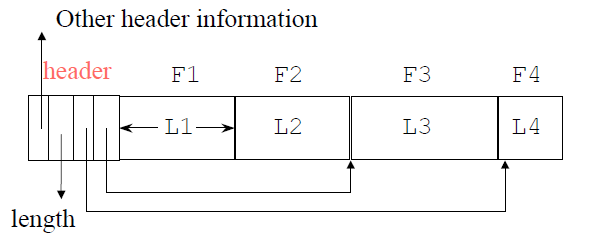 Other header information
header F1 F2 F3 F4
L1 L2 L3 L4
length